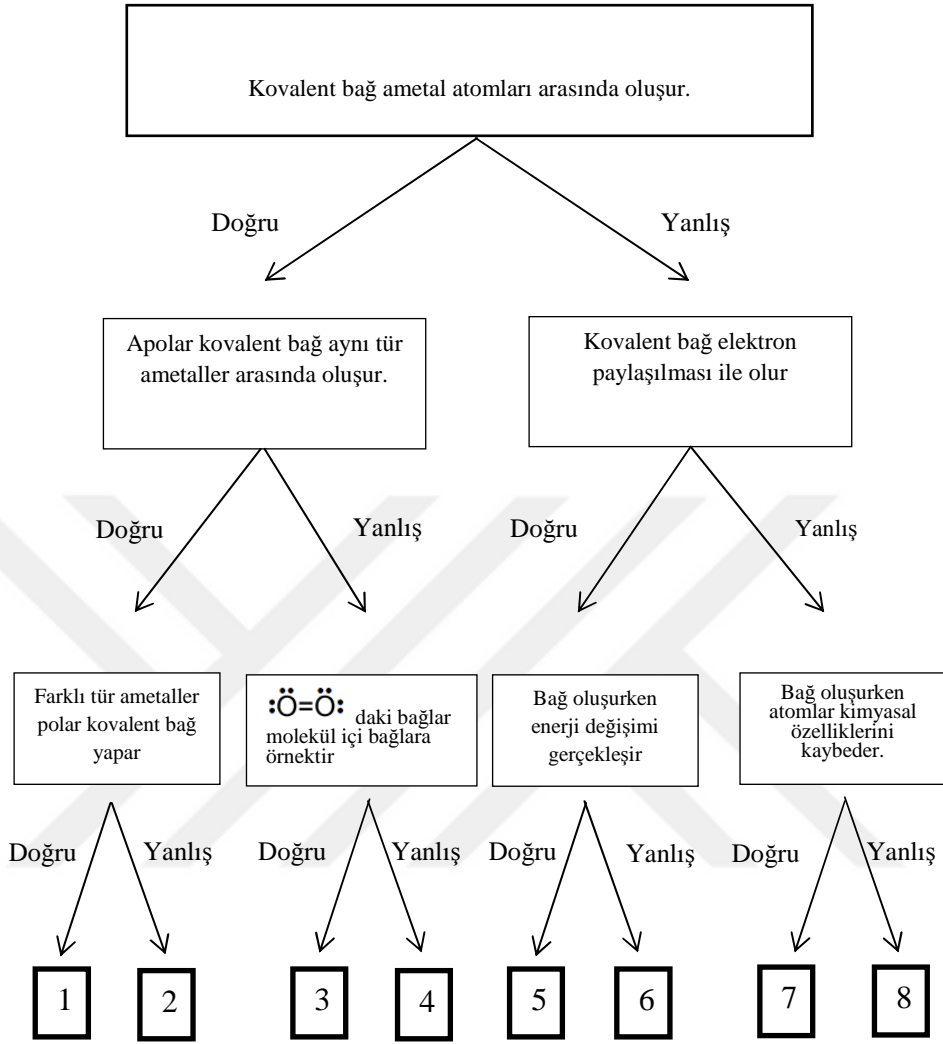 Kovalent bağ ametal atomları arasında oluşur.
Doğru
Yanlış
Apolar kovalent bağ aynı tür
ametaller arasında oluşur.
Kovalent bağ elektron
paylaşılması ile olur
Doğru
Yanlış
Doğru
Yanlış
Farklı tür ametaller
polar kovalent bağ
yapar
:Ö=Ö: daki bağlar
molekül içi bağlara
örnektir
Bağ oluşurken
enerji değişimi
gerçekleşir
Bağ oluşurken
atomlar kimyasal
özelliklerini
kaybeder.
Doğru
Yanlış
Doğru
Yanlış
Doğru
Yanlış
Doğru
Yanlış
1
2
3
4
5
6
7
8